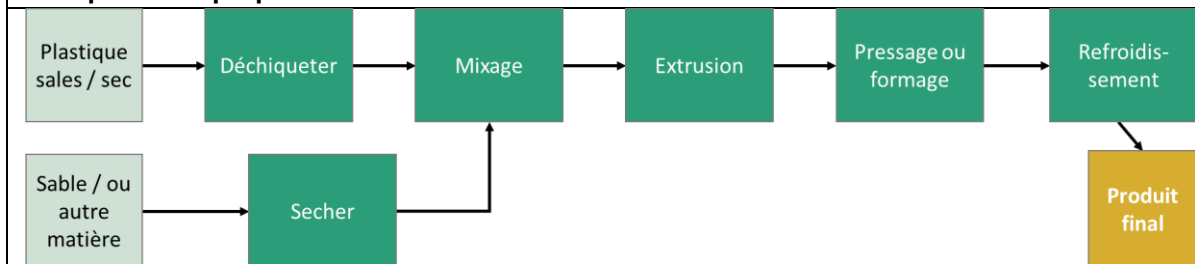 Plastique
sales / sec
Déchiqueter
Mixage
Extrusion
Pressage ou
formage
Refroidis-
sement
Sable / ou
autre
matière
Secher
Produit
final